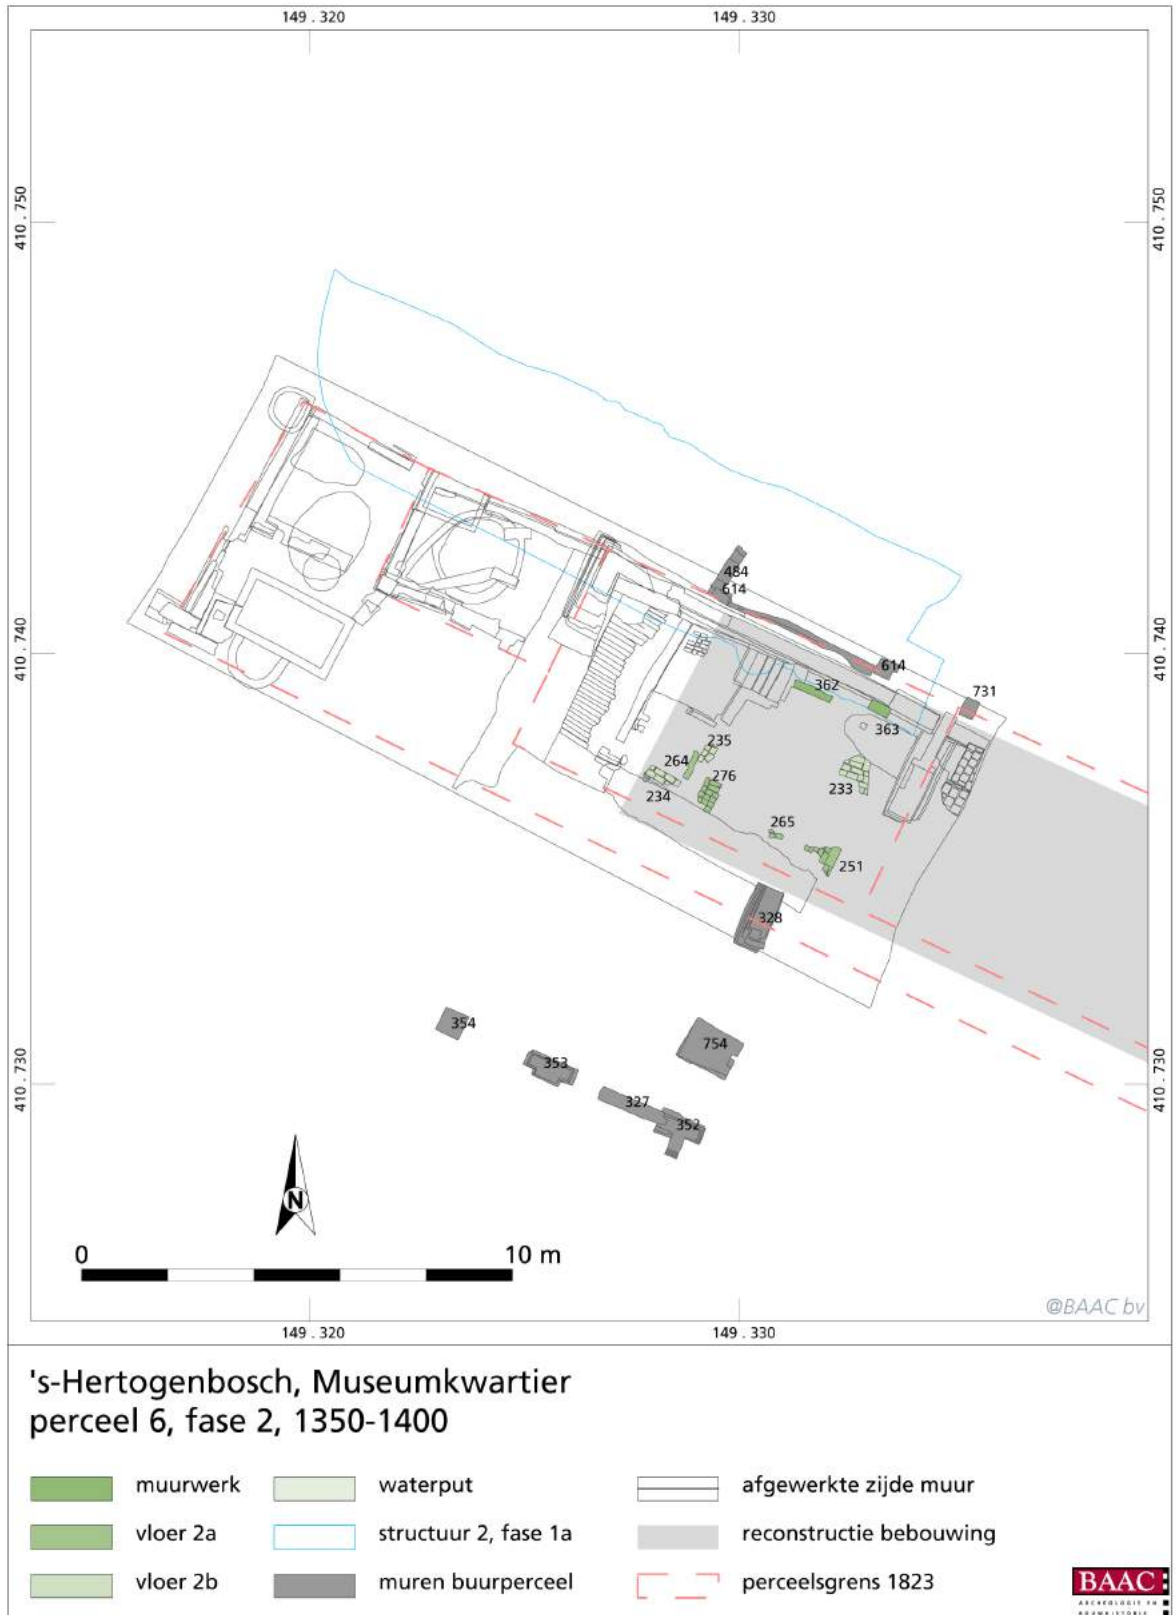 149 . 320
149 . 330
410 . 750
410 . 750
484
614
410 . 740
410 . 740
614
362
731
363
235
264
276
234
233
265
251
328
354
754
353
410 . 730
410 . 730
327
352
N
0
10 m
@BAAC bv
149 . 320
149 . 330
's-Hertogenbosch, Museumkwartier
perceel 6, fase 2, 1350-1400
muurwerk
waterput
afgewerkte zijde muur
vloer 2a
structuur 2, fase 1a
reconstructie bebouwing
vloer 2b
muren buurperceel
perceelsgrens 1823
BAAC
ARCHEOLOGIE EN
BOUWHISTORIE